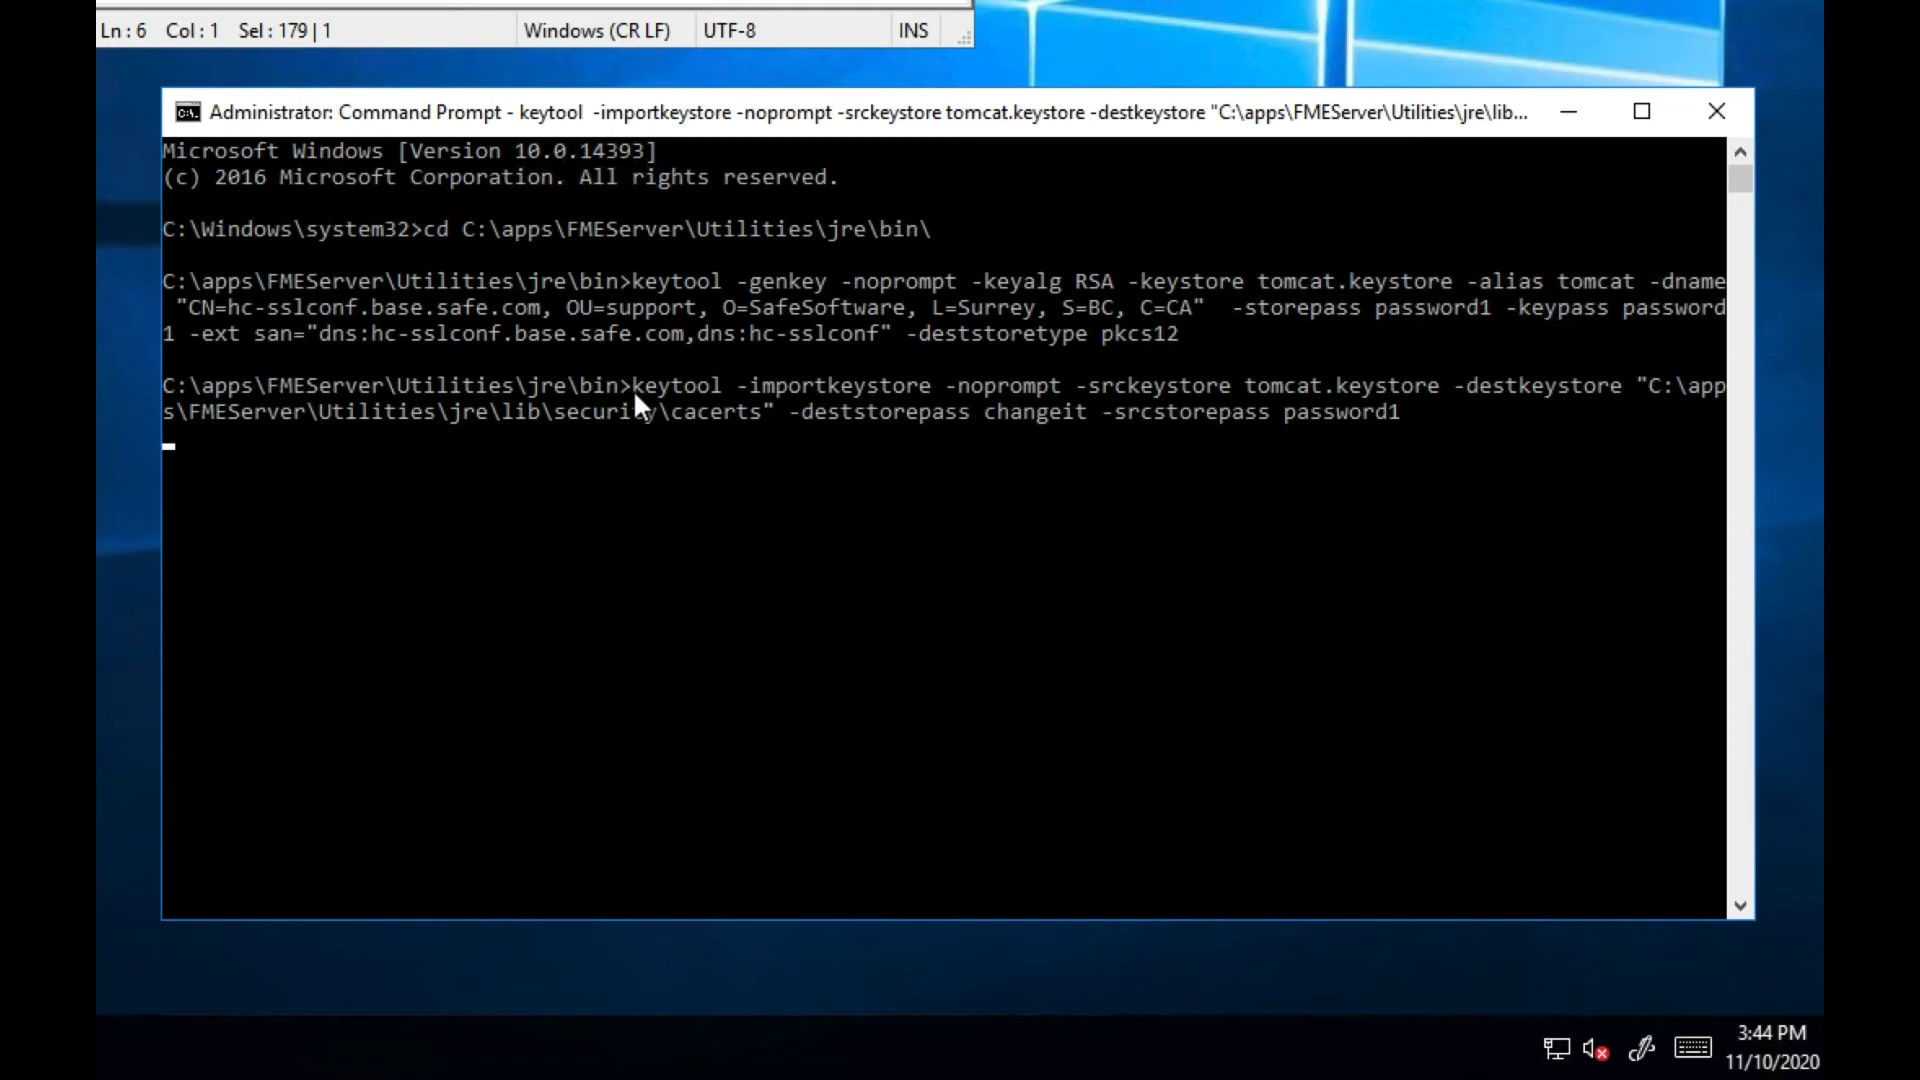 Ln : 6 Col : 1 Sel : 179 | 1 Windows (CR LF) UTF-8 INS
Administrator: Command Prompt - keytool -importkeystore -noprompt -srckeystore tomcat.keystore -destkeystore "C:\apps\FMEServer\Utilities\jre\lib...
Microsoft Windows [Version 10.0.14393]
(c) 2016 Microsoft Corporation. All rights reserved.
C:\Windows\system32>cd C:\apps\FMEServer\Utilities\jre\bin\
C:\apps\FMEServer\Utilities\jre\bin>keytool -genkey -noprompt -keyalg RSA -keystore tomcat.keystore -alias tomcat -dname
"CN=hc-sslconf.base.safe.com, OU=support, O=SafeSoftware, L=Surrey, S=BC, C=CA"  -storepass password1 -keypass password
1 -ext san="dns:hc-sslconf.base.safe.com,dns:hc-sslconf" -deststoretype pkcs12
C:\apps\FMEServer\Utilities\jre\bin>keytool -importkeystore -noprompt -srckeystore tomcat.keystore -destkeystore "C:\app
s\FMEServer\Utilities\jre\lib\security\cacerts" -deststorepass changeit -srcstorepass password1
3:44 PM
11/10/2020